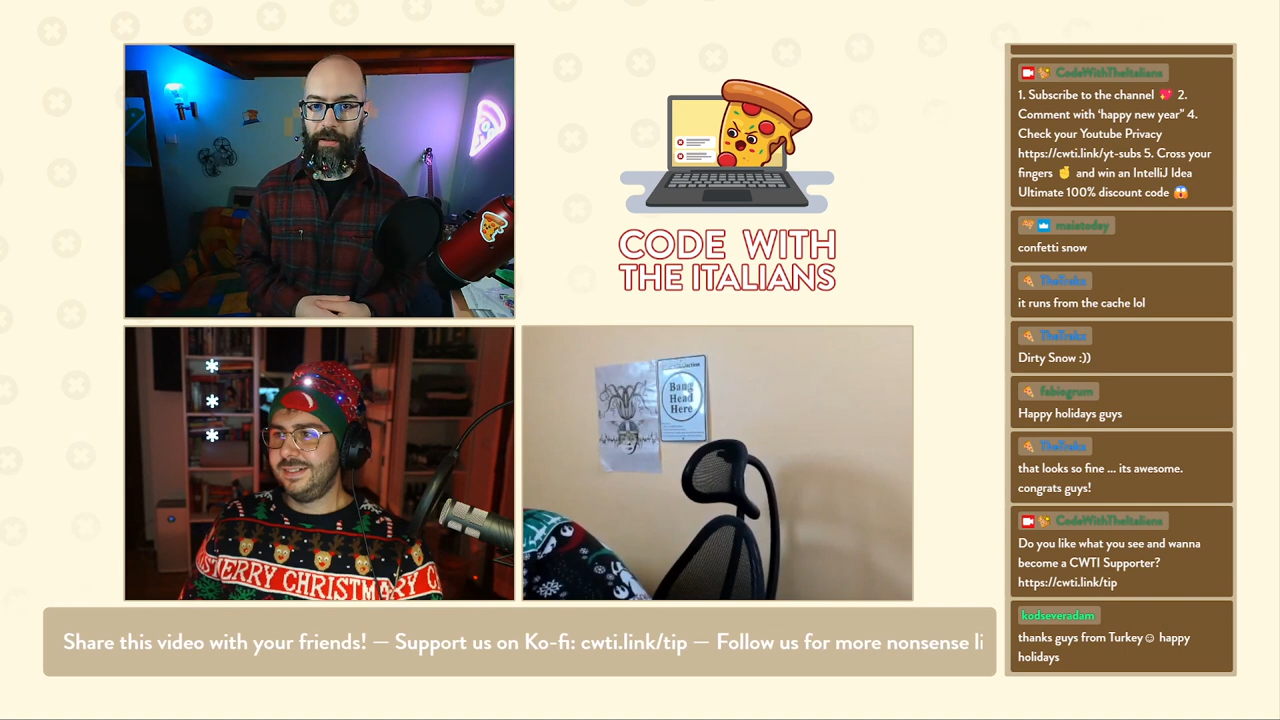 CODE WITH
THE ITALIANS
MERRY CHRISTMAS
Bang
Head
Here
Share this video with your friends! — Support us on Ko-fi: cwti.link/tip — Follow us for more nonsense li
CodeWithTheItalians
1. Subscribe to the channel 💖 2.
Comment with ‘happy new year” 4.
Check your Youtube Privacy
https://cwti.link/yt-subs 5. Cross your
fingers 🤞 and win an IntelliJ Idea
Ultimate 100% discount code 😱
maiatoday
confetti snow
TheTrekz
it runs from the cache lol
TheTrekz
Dirty Snow :))
fabiogrum
Happy holidays guys
TheTrekz
that looks so fine ... its awesome.
congrats guys!
CodeWithTheItalians
Do you like what you see and wanna
become a CWTI Supporter?
https://cwti.link/tip
kodseveradam
thanks guys from Turkey☺ happy
holidays